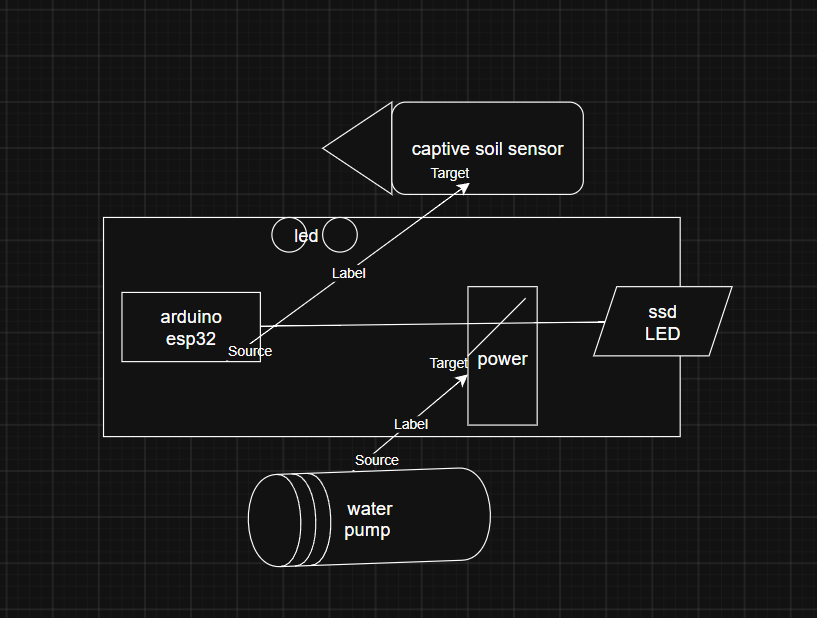 captive soil sensor
Target
led
Label
arduino
esp32
Source
ssd
LED
Target
power
Label
Source
water
pump